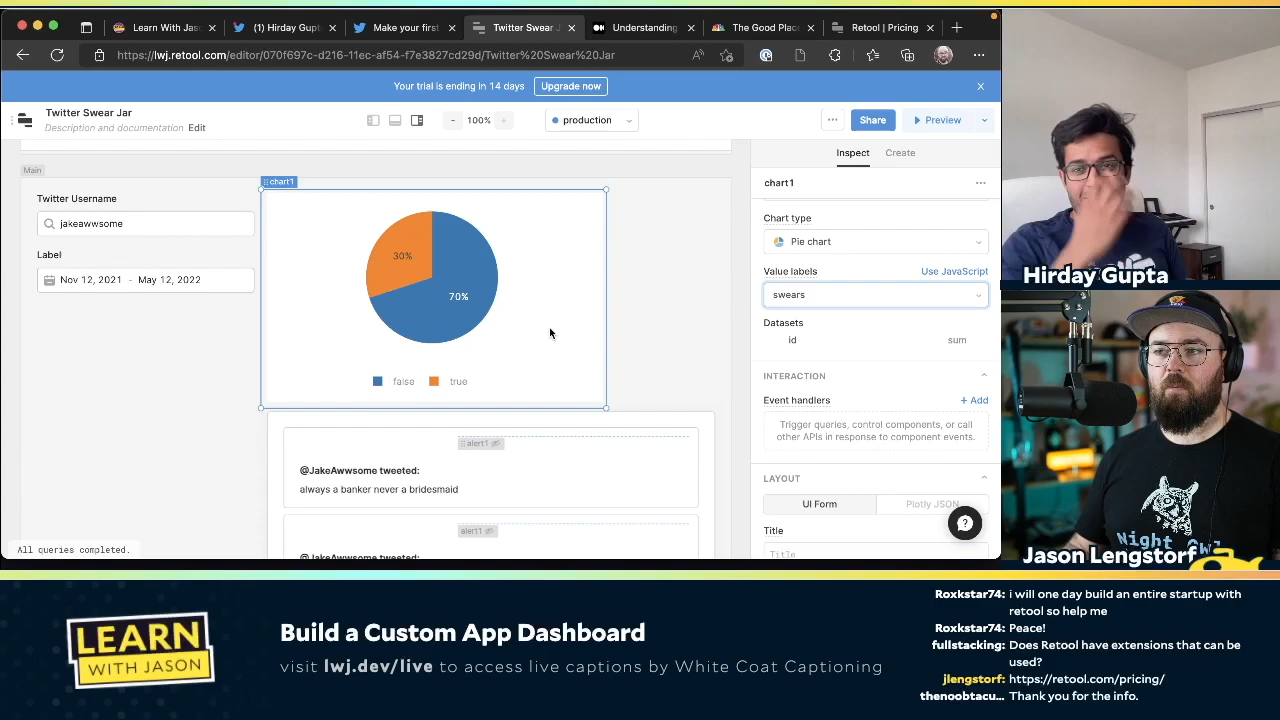 Learn With Jaso
(1) Hirday Gupt
Make your first
Twitter Swear J
Understanding
The Good Place
Retool | Pricing
https://lwj.retool.com/editor/070f697c-d216-11ec-af54-f7e3827cd29d/Twitter%20Swear%20Jar
Your trial is ending in 14 days
Upgrade now
X
Twitter Swear Jar
Description and documentation Edit
- 100% +
production
Share
Preview
Main
Inspect
Create
Twitter Username
jakeawwsome
Label
Nov 12, 2021 - May 12, 2022
chart1
30%
70%
false
true
alert1
@JakeAwwsome tweeted:
always a banker never a bridesmaid
alert1
@JakeAwwsome tweeted:
All queries completed.
chart1
Chart type
Pie chart
Value labels
Use JavaScript
swears
Datasets
id
sum
INTERACTION
Event handlers
+ Add
Trigger queries, control components, or call
other APIs in response to component events.
LAYOUT
UI Form
Plotly JSON
Title
Title
Hirday Gupta
Night Owl
Jason Lengstorf
LEARN
WITH JASON
Build a Custom App Dashboard
visit lwj.dev/live to access live captions by White Coat Captioning
Roxkstar74: i will one day build an entire startup with
retool so help me
Roxkstar74: Peace!
fullstacking: Does Retool have extensions that can be
used?
jlengstorf: https://retool.com/pricing/
thenoobtacu... Thank you for the info.